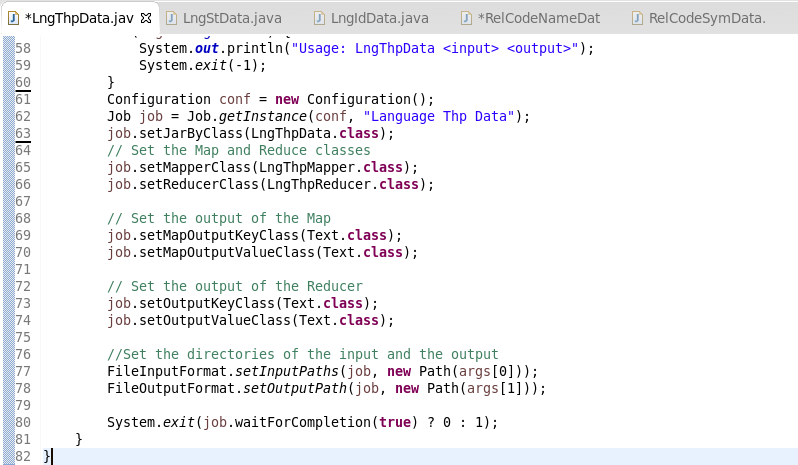 *LngThpData.jav LngStData.java LngIdData.java *RelCodeNameDat RelCodeSymData.
58 System.out.println("Usage: LngThpData <input> <output>");
59 System.exit(-1);
60 }
61 Configuration conf = new Configuration();
62 Job job = Job.getInstance(conf, "Language Thp Data");
63 job.setJarByClass(LngThpData.class);
64 // Set the Map and Reduce classes
65 job.setMapperClass(LngThpMapper.class);
66 job.setReducerClass(LngThpReducer.class);
67
68 // Set the output of the Map
69 job.setMapOutputKeyClass(Text.class);
70 job.setMapOutputValueClass(Text.class);
71
72 // Set the output of the Reducer
73 job.setOutputKeyClass(Text.class);
74 job.setOutputValueClass(Text.class);
75
76 //Set the directories of the input and the output
77 FileInputFormat.setInputPaths(job, new Path(args[0]));
78 FileOutputFormat.setOutputPath(job, new Path(args[1]));
79
80 System.exit(job.waitForCompletion(true) ? 0 : 1);
81 }
82 }